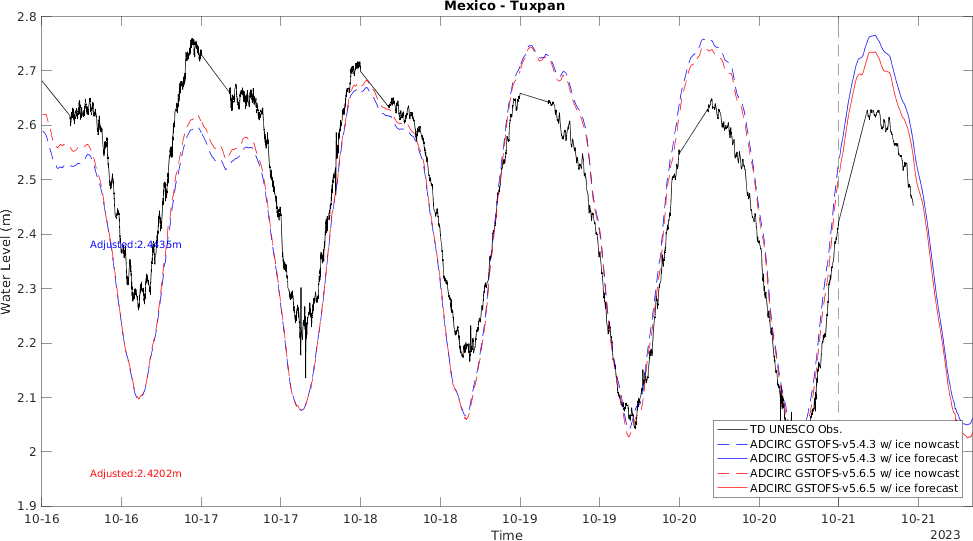 Mexico - Tuxpan
2.8
2.7
2.6
2.5
2.4
2.3
2.2
2.1
2
1.9
Water Level (m)
Adjusted:2.4435m
Adjusted:2.4202m
TD UNESCO Obs.
ADCIRC GSTOFS-v5.4.3 w/ ice nowcast
ADCIRC GSTOFS-v5.4.3 w/ ice forecast
ADCIRC GSTOFS-v5.6.5 w/ ice nowcast
ADCIRC GSTOFS-v5.6.5 w/ ice forecast
10-16 10-16 10-17 10-17 10-18 10-18 10-19 10-19 10-20 10-20 10-21 10-21
Time
2023